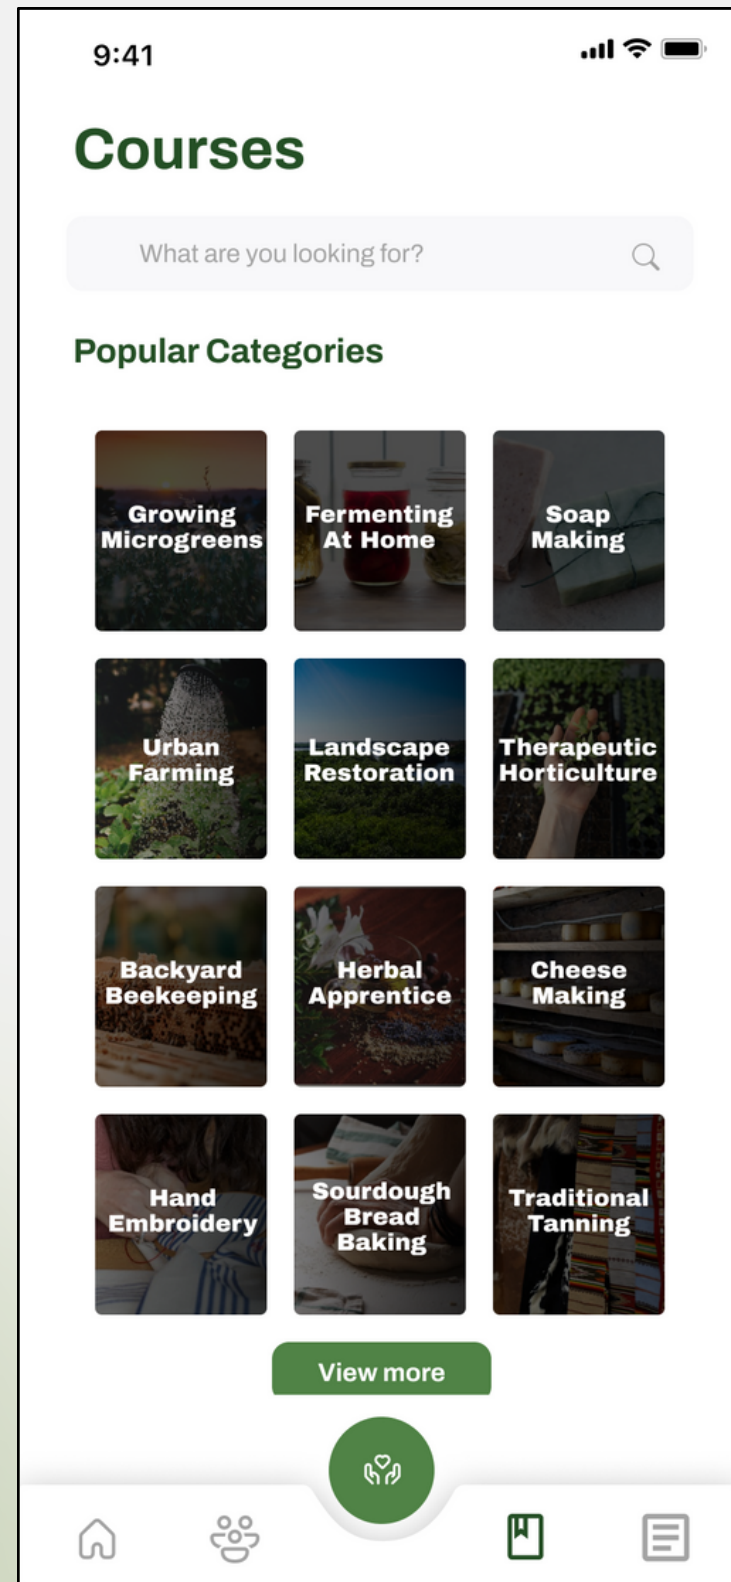 9:41
Courses
What are you looking for?
Popular Categories
Growing
Microgreens
Fermenting
At Home
Soap
Making
Urban
Farming
Landscape
Restoration
Therapeutic
Horticulture
Backyard
Beekeeping
Herbal
Apprentice
Cheese
Making
Hand
Embroidery
Sourdough
Bread
Baking
Traditional
Tanning
View more